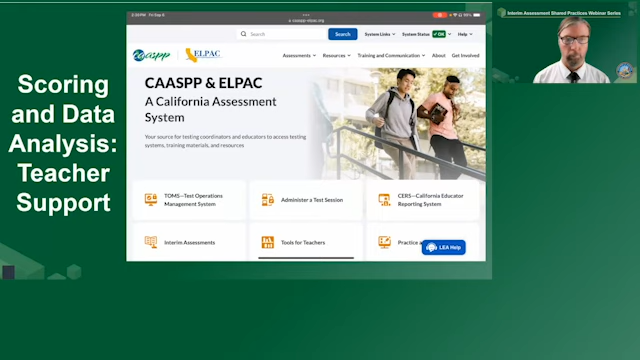 Interim Assessment Shared Practices Webinar Series
Scoring
and Data
Analysis:
Teacher
Support
Search
Search
System Links
System Status
OK
Help
caaspp
ELPAC
Assessments
Resources
Training and Communication
About
Get Involved
CAASPP & ELPAC
A California Assessment
System
Your source for testing coordinators and educators to access testing
systems, training materials, and resources
TOMS—Test Operations
Management System
Administer a Test Session
CERS—California Educator
Reporting System
Interim Assessments
Tools for Teachers
Practice a
LEA Help